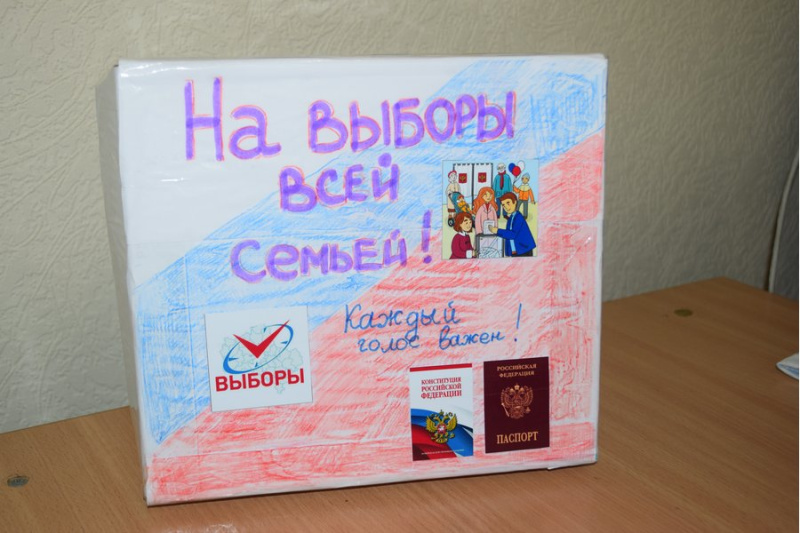 На ВЫБОРЫ
ВСЕЙ
СЕМЬЕЙ!
Каждый
голос важен!
ВЫБОРЫ
КОНСТИТУЦИЯ
РОССИЙСКОЙ
ФЕДЕРАЦИИ
РОССИЙСКАЯ
ФЕДЕРАЦИЯ
ПАСПОРТ